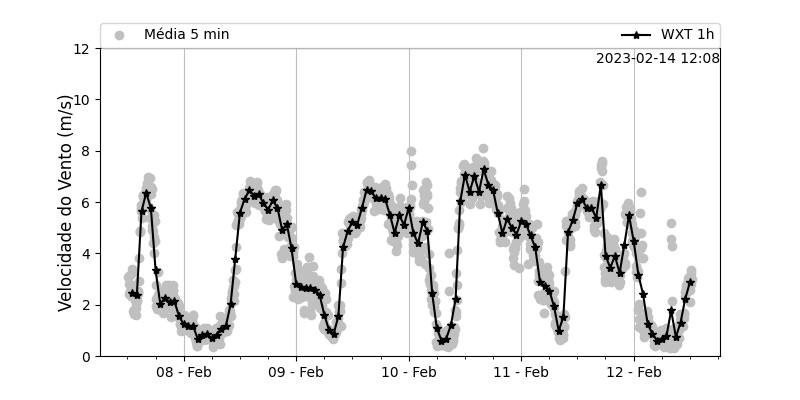 Média 5 min
WXT 1h
2023-02-14 12:08
Velocidade do Vento (m/s)
12
10
8
6
4
2
0
08 - Feb
09 - Feb
10 - Feb
11 - Feb
12 - Feb